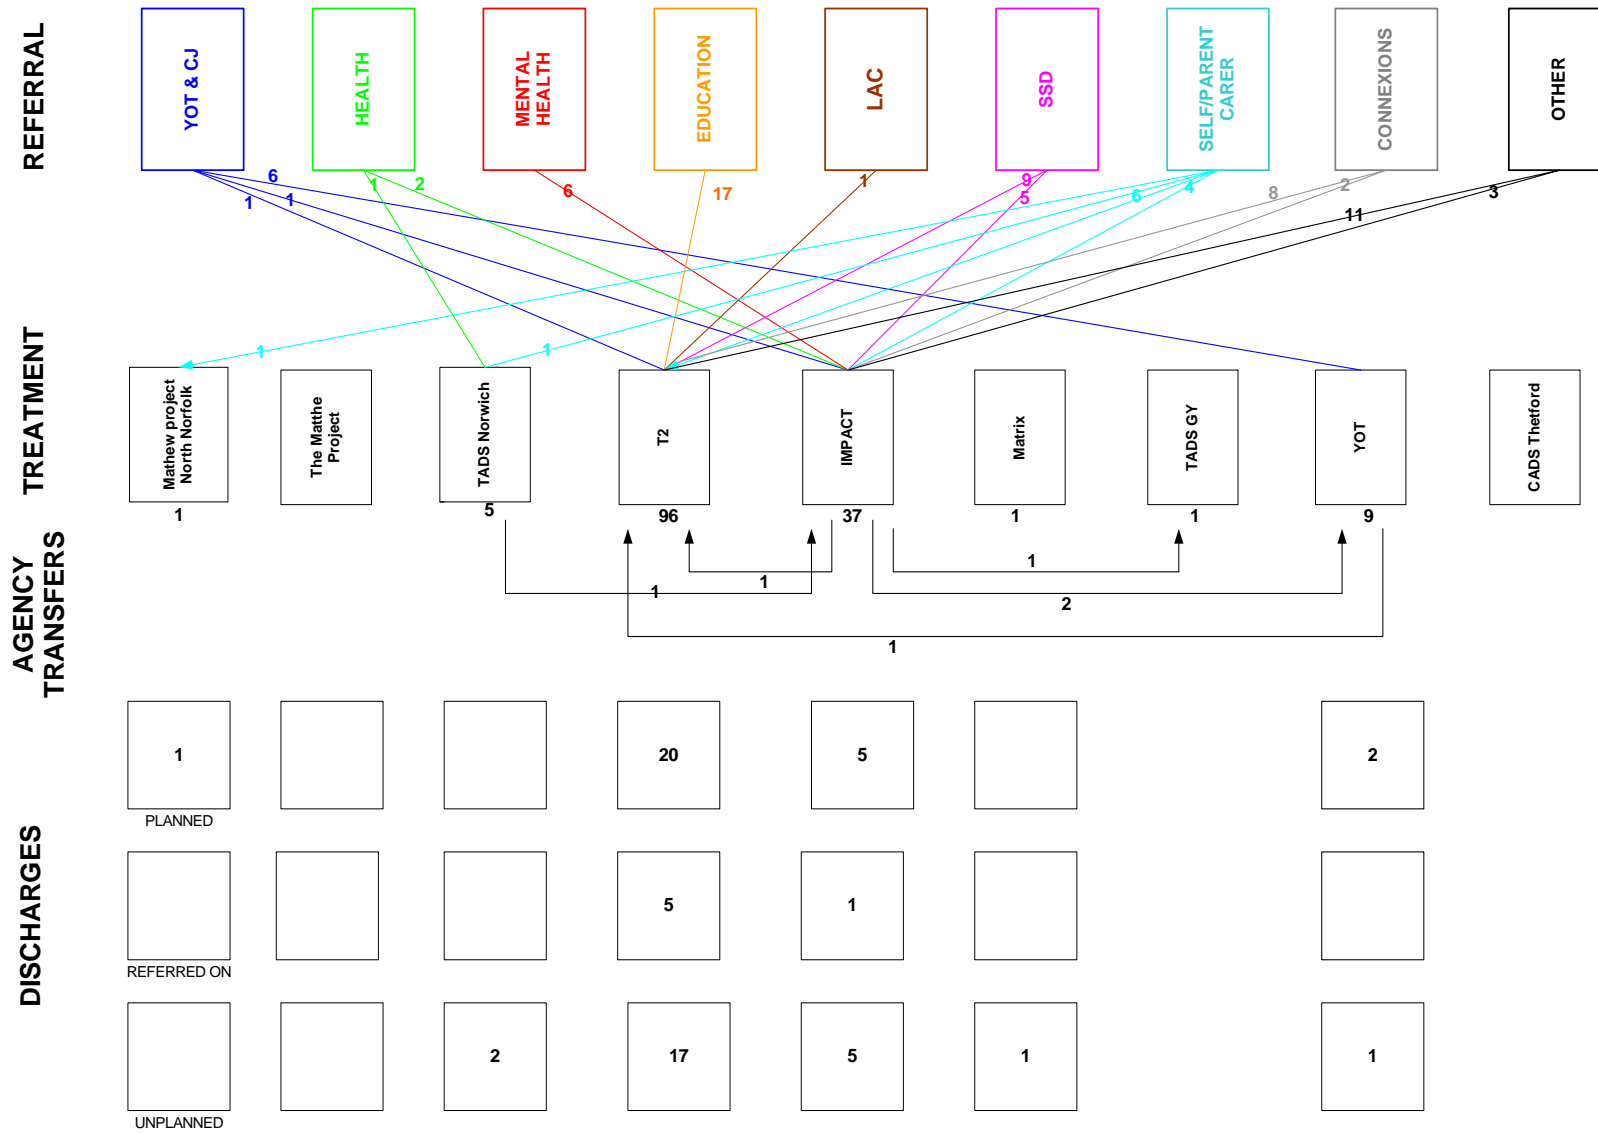 REFERRAL
YOT & CJ
HEALTH
MENTAL
HEALTH
EDUCATION
LAC
SSD
SELF/PARENT
CARER
CONNEXIONS
OTHER
6
1
1
1
2
6
17
1
9
5
6
4
8
2
11
3
1
1
TREATMENT
Mathew project
North Norfolk
The Matthe
Project
TADS Norwich
T2
IMPACT
Matrix
TADS GY
YOT
CADS Thetford
1
5
96
37
1
1
9
AGENCY
TRANSFERS
1
1
1
2
1
DISCHARGES
1
20
5
2
PLANNED
5
1
REFERRED ON
2
17
5
1
1
UNPLANNED